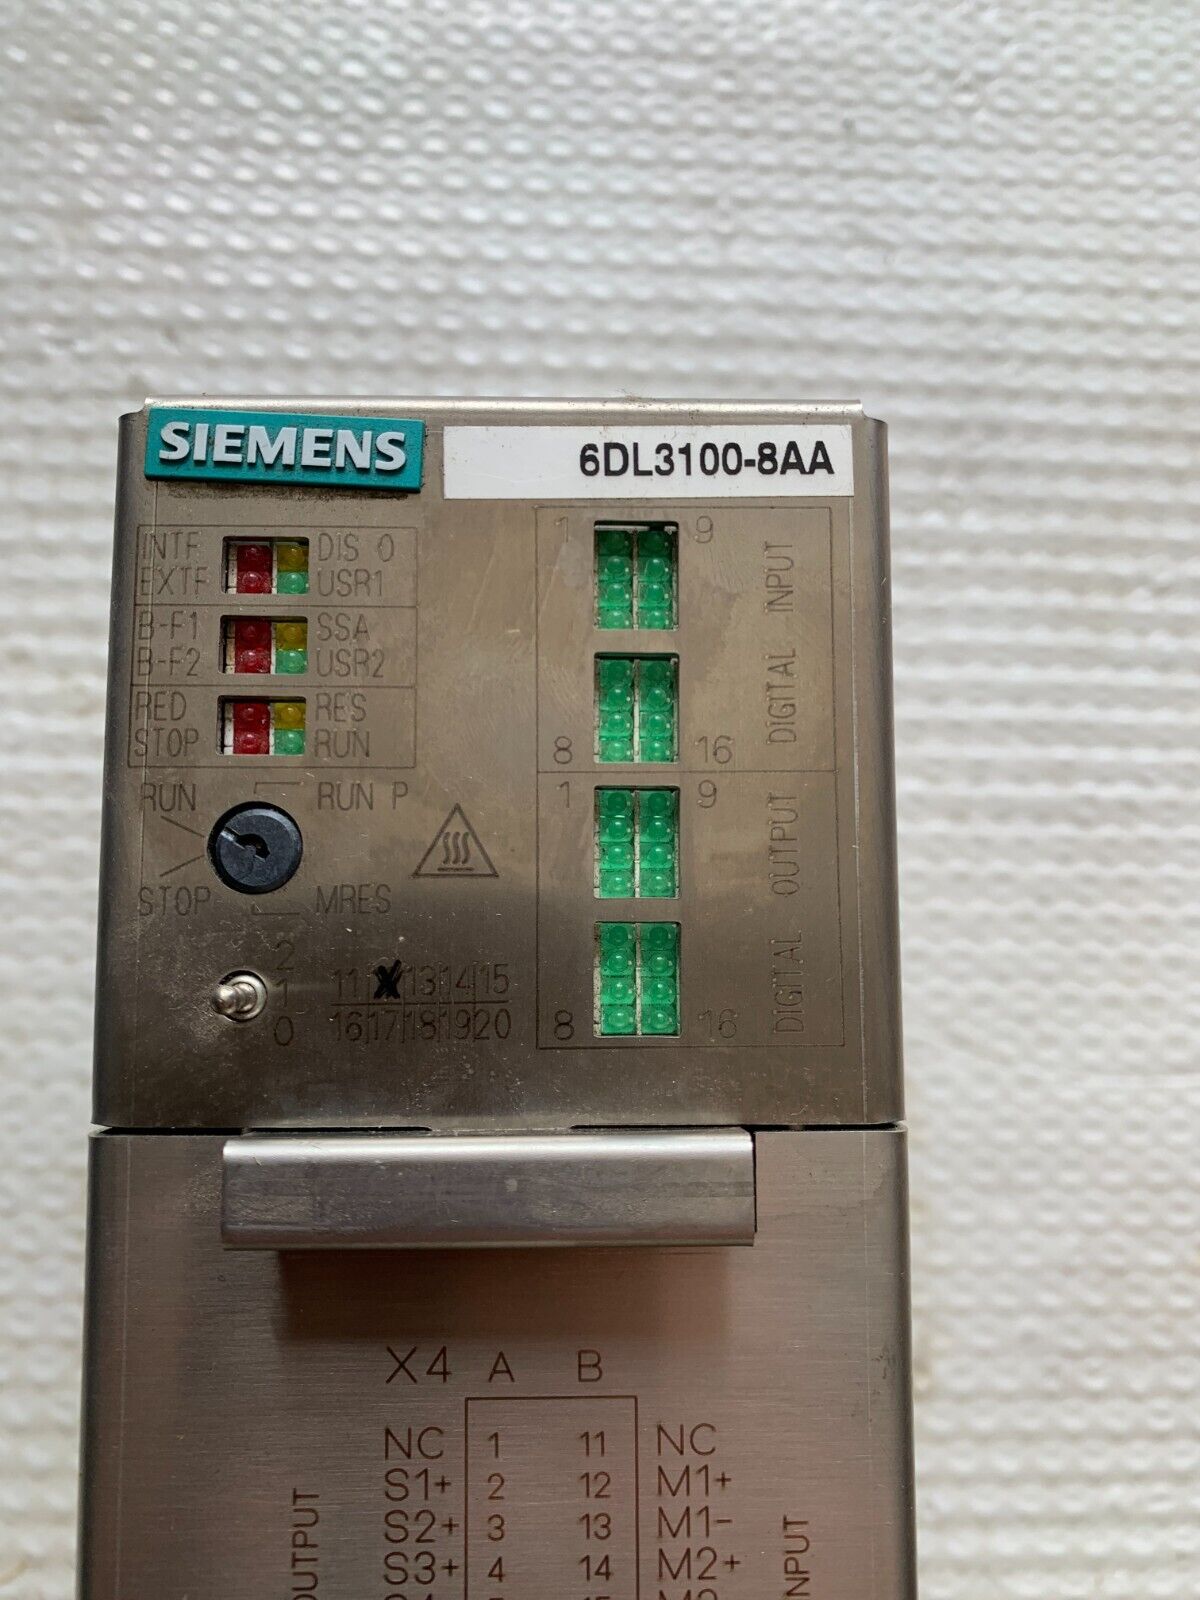 SIEMENS 6DL3100-8AA
INTF DIS 0
EXTF USR1
B-F1 SSA
B-F2 USR2
RED RES
STOP RUN
RUN RUN P
STOP MRES
2
1
0
11 X 13 14 15
16 17 18 19 20
1 9
8 16
DIGITAL INPUT
1 9
8 16
DIGITAL OUTPUT
X4 A B
NC 1 11 NC
S1+ 2 12 M1+
S2+ 3 13 M1-
S3+ 4 14 M2+